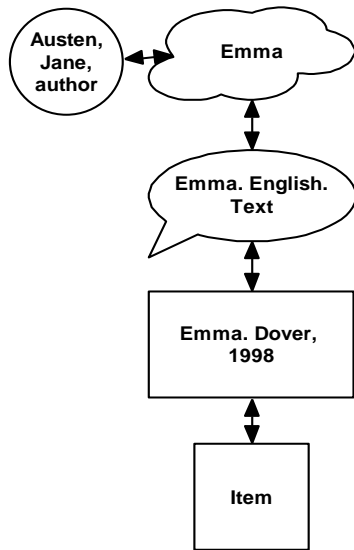 Austen,
Jane,
author
Emma
Emma. English.
Text
Emma. Dover,
1998
Item